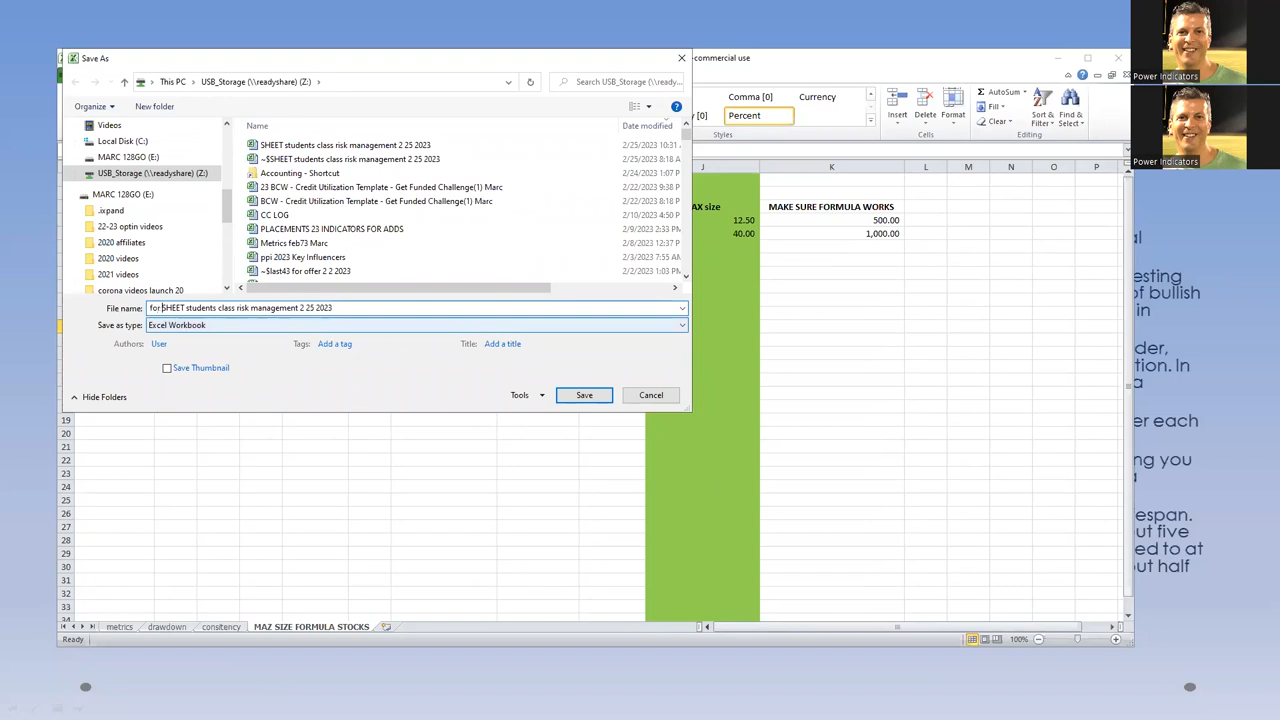 Save As
-commercial use
Power Indicators
Power Indicators
This PC
USB_Storage (\\readyshare) (Z:)
Search USB_Storage (\\ready...
Organize
New folder
Videos
Local Disk (C:)
MARC 128GO (E:)
USB_Storage (\\readyshare) (Z:)
MARC 128GO (E:)
.ixpand
22-23 optin videos
2020 affiliates
2020 videos
2021 videos
corona videos launch 20
Name
Date modified
SHEET students class risk management 2 25 2023
2/25/2023 10:31
~$SHEET students class risk management 2 25 2023
2/25/2023 8:18 A
Accounting - Shortcut
2/24/2023 1:07 P
23 BCW - Credit Utilization Template - Get Funded Challenge(1) Marc
2/22/2023 9:38 P
BCW - Credit Utilization Template - Get Funded Challenge(1) Marc
2/22/2023 8:18 P
CC LOG
2/10/2023 4:50 P
PLACEMENTS 23 INDICATORS FOR ADDS
2/9/2023 2:33 PM
Metrics feb73 Marc
2/8/2023 12:37 P
ppi 2023 Key Influencers
2/3/2023 7:55 AM
~$last43 for offer 2 2 2023
2/2/2023 1:03 PM
File name:
for SHEET students class risk management 2 25 2023
Save as type:
Excel Workbook
Authors:
User
Tags:
Add a tag
Title:
Add a title
Save Thumbnail
Hide Folders
Tools
Save
Cancel
Comma [0]
Currency
[0]
Percent
Styles
Insert
Delete
Format
Cells
Σ AutoSum
Fill
Clear
Sort &
Filter
Find &
Select
Editing
J
K
L
M
N
O
P
AX size
MAKE SURE FORMULA WORKS
12.50
500.00
40.00
1,000.00
19
20
21
22
23
24
25
26
27
28
29
30
31
32
33
34
al
esting
of bullish
in
der,
tion. In
a
er each
ng you
a
espan.
ut five
ed to at
out half
metrics
drawdown
consitency
MAZ SIZE FORMULA STOCKS
Ready
100%